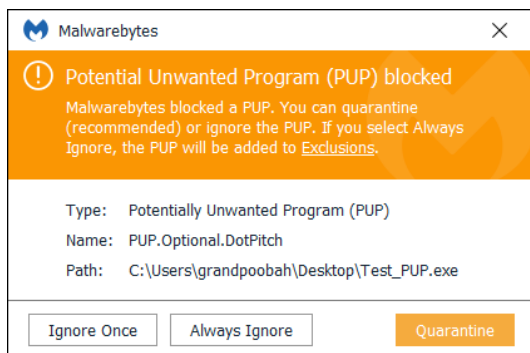 Malwarebytes
Potential Unwanted Program (PUP) blocked
Malwarebytes blocked a PUP. You can quarantine
(recommended) or ignore the PUP. If you select Always
Ignore, the PUP will be added to Exclusions.
Type: Potentially Unwanted Program (PUP)
Name: PUP.Optional.DotPitch
Path: C:\Users\grandpoobah\Desktop\Test_PUP.exe
Ignore Once Always Ignore Quarantine